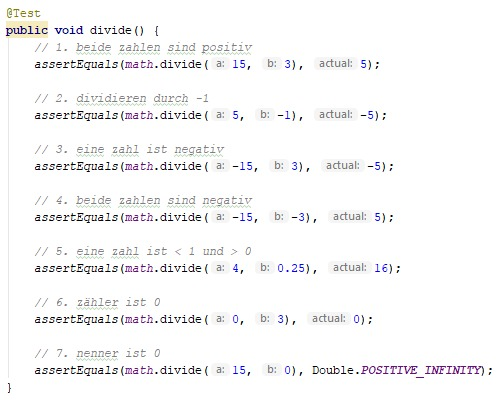 @Test
public void divide() {
// 1. beide zahlen sind positiv
assertEquals(math.divide( a: 15, b: 3), actual: 5);
// 2. dividieren durch -1
assertEquals(math.divide( a: 5, b: -1), actual: -5);
// 3. eine zahl ist negativ
assertEquals(math.divide( a: -15, b: 3), actual: -5);
// 4. beide zahlen sind negativ
assertEquals(math.divide( a: -15, b: -3), actual: 5);
// 5. eine zahl ist < 1 und > 0
assertEquals(math.divide( a: 4, b: 0.25), actual: 16);
// 6. zähler ist 0
assertEquals(math.divide( a: 0, b: 3), actual: 0);
// 7. nenner ist 0
assertEquals(math.divide( a: 15, b: 0), Double.POSITIVE_INFINITY);
}